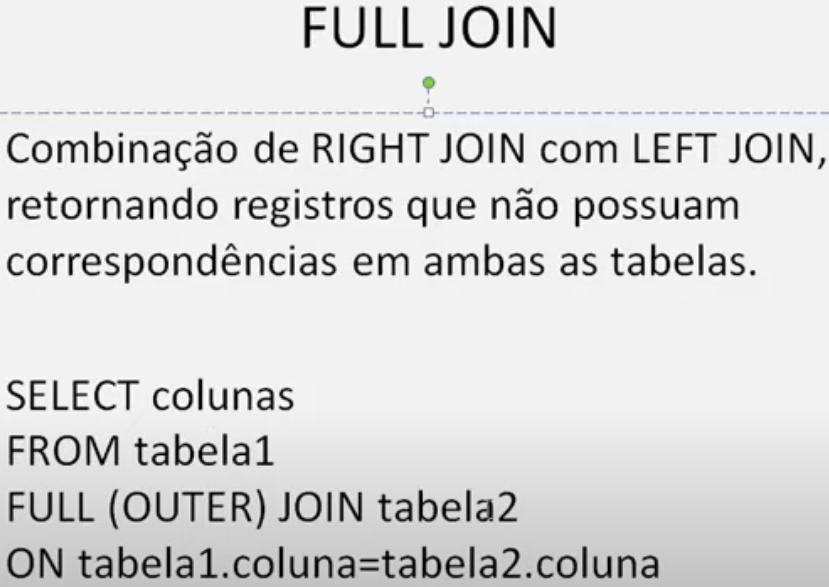 FULL JOIN
Combinação de RIGHT JOIN com LEFT JOIN,
retornando registros que não possuam
correspondências em ambas as tabelas.
SELECT colunas
FROM tabela1
FULL (OUTER) JOIN tabela2
ON tabela1.coluna=tabela2.coluna